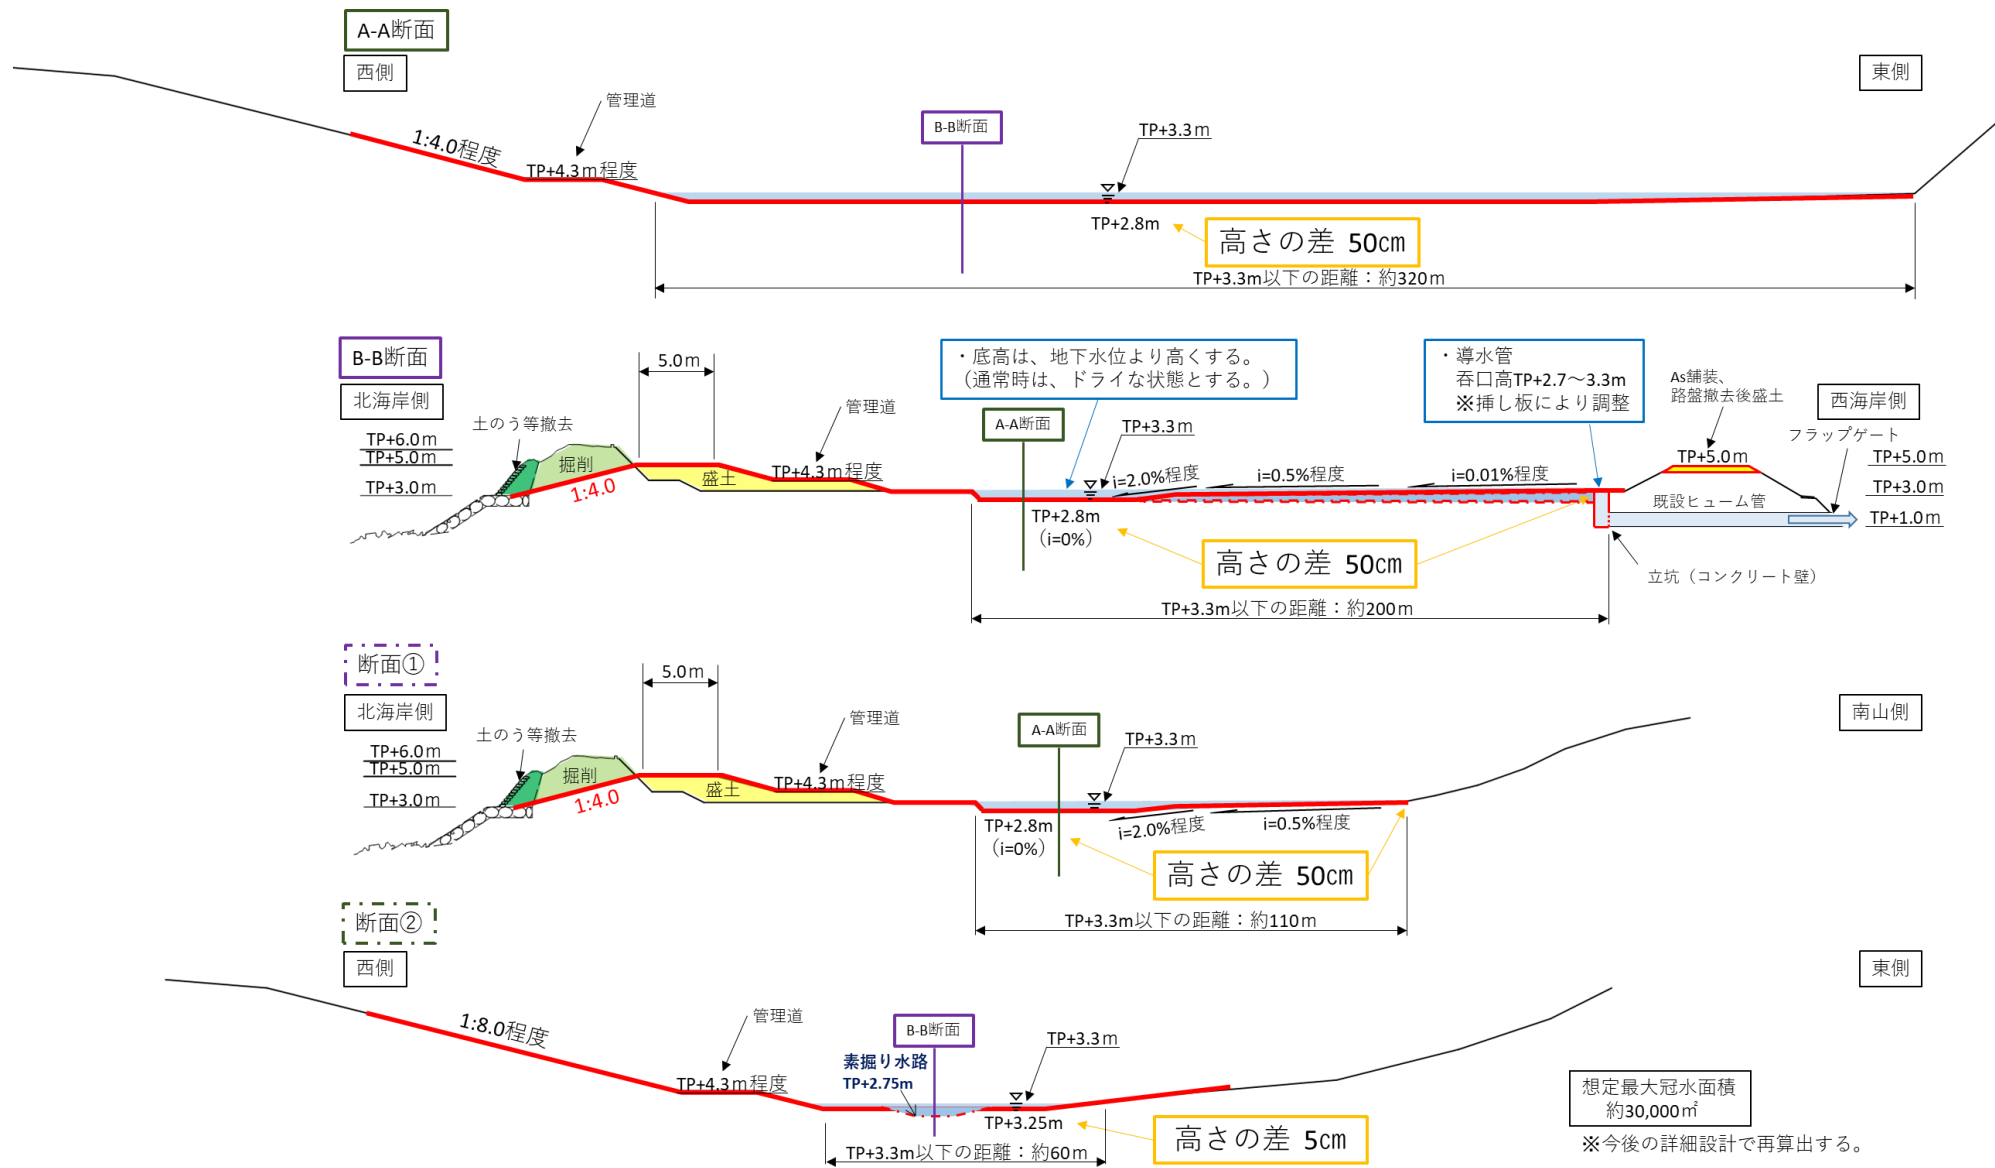 A-A断面
西側
東側
管理道
1:4.0程度
TP+4.3m程度
B-B断面
TP+3.3m
TP+2.8m
高さの差 50㎝
TP+3.3m以下の距離：約320m
B-B断面
北海岸側
TP+6.0m
TP+5.0m
TP+3.0m
土のう等撤去
掘削
1:4.0
5.0m
盛土
管理道
TP+4.3m程度
・底高は、地下水位より高くする。
（通常時は、ドライな状態とする。）
A-A断面
TP+3.3m
i=2.0%程度
i=0.5%程度
i=0.01%程度
・導水管
呑口高TP+2.7～3.3m
※挿し板により調整
As舗装、
路盤撤去後盛土
西海岸側
フラップゲート
TP+5.0m
TP+5.0m
TP+3.0m
TP+1.0m
既設ヒューム管
TP+2.8m
（i=0%）
高さの差 50㎝
立坑（コンクリート壁）
TP+3.3m以下の距離：約200m
断面①
北海岸側
南山側
TP+6.0m
TP+5.0m
TP+3.0m
土のう等撤去
掘削
1:4.0
5.0m
盛土
管理道
TP+4.3m程度
A-A断面
TP+3.3m
TP+2.8m
（i=0%）
i=2.0%程度
i=0.5%程度
高さの差 50㎝
TP+3.3m以下の距離：約110m
断面②
西側
東側
1:8.0程度
管理道
TP+4.3m程度
B-B断面
素掘り水路
TP+2.75m
TP+3.3m
TP+3.25m
高さの差 5㎝
TP+3.3m以下の距離：約60m
想定最大冠水面積
約30,000㎡
※今後の詳細設計で再算出する。